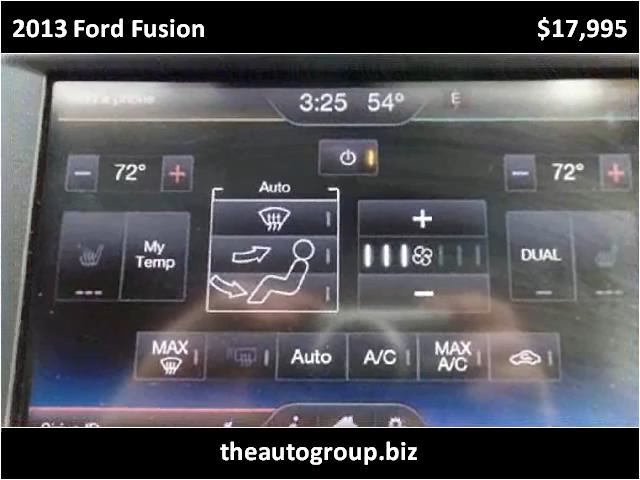 2013 Ford Fusion $17,995
3:25 54° E
72° 72°
Auto
My
Temp
DUAL
MAX
Auto A/C
MAX
A/C
theautogroup.biz